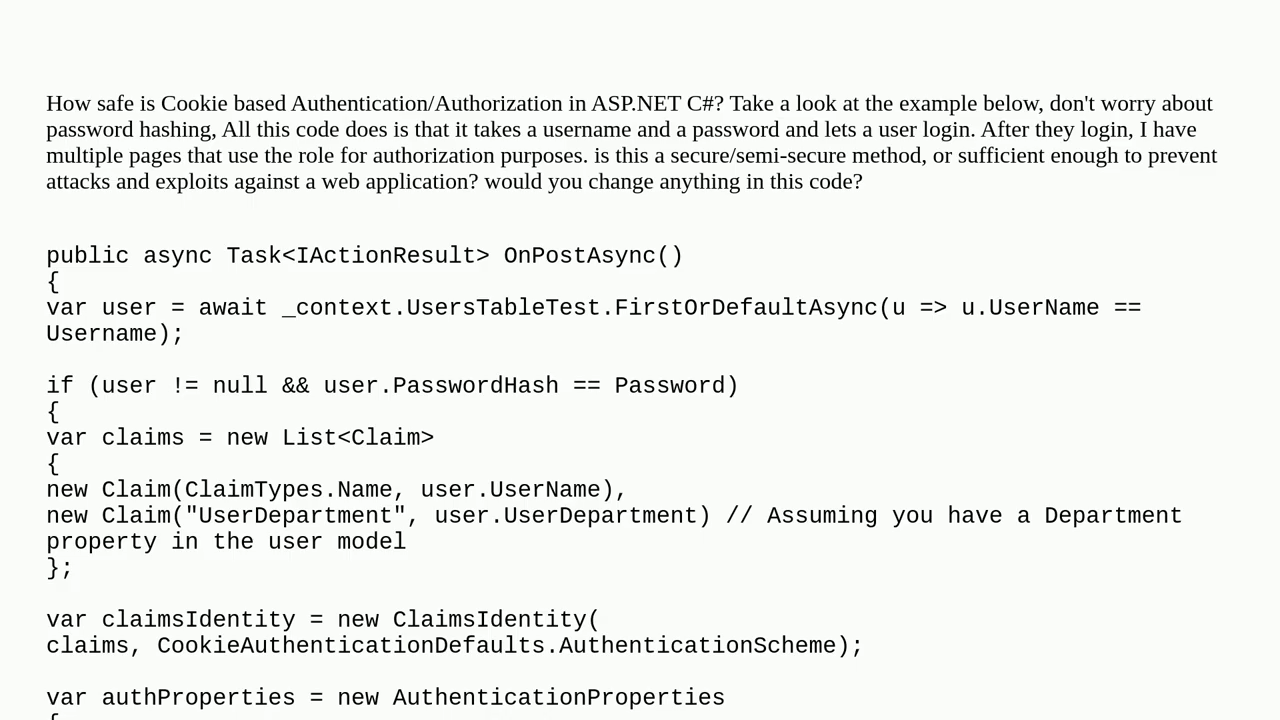 How safe is Cookie based Authentication/Authorization in ASP.NET C#? Take a look at the example below, don't worry about
password hashing, All this code does is that it takes a username and a password and lets a user login. After they login, I have
multiple pages that use the role for authorization purposes. is this a secure/semi-secure method, or sufficient enough to prevent
attacks and exploits against a web application? would you change anything in this code?
public async Task<IActionResult> OnPostAsync()
{
var user = await _context.UsersTableTest.FirstOrDefaultAsync(u => u.UserName ==
Username);
if (user != null && user.PasswordHash == Password)
{
var claims = new List<Claim>
{
new Claim(ClaimTypes.Name, user.UserName),
new Claim("UserDepartment", user.UserDepartment) // Assuming you have a Department
property in the user model
};
var claimsIdentity = new ClaimsIdentity(
claims, CookieAuthenticationDefaults.AuthenticationScheme);
var authProperties = new AuthenticationProperties
{